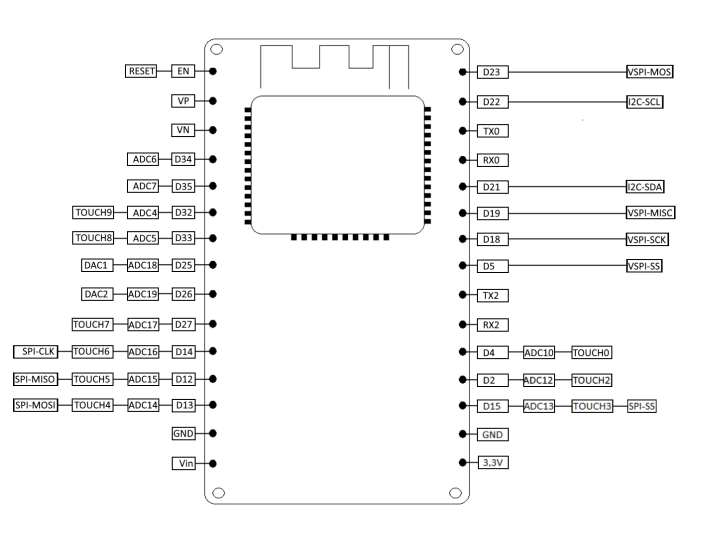 RESET EN D23 VSPI-MOS
VP D22 I2C-SCL
VN TX0
ADC6 D34 RX0
ADC7 D35 D21 I2C-SDA
TOUCH9 ADC4 D32 D19 VSPI-MISC
TOUCH8 ADC5 D33 D18 VSPI-SCK
DAC1 ADC18 D25 D5 VSPI-SS
DAC2 ADC19 D26 TX2
TOUCH7 ADC17 D27 RX2
SPI-CLK TOUCH6 ADC16 D14 D4 ADC10 TOUCH0
SPI-MISO TOUCH5 ADC15 D12 D2 ADC12 TOUCH2
SPI-MOSI TOUCH4 ADC14 D13 D15 ADC13 TOUCH3 SPI-SS
GND GND
Vin 3,3V